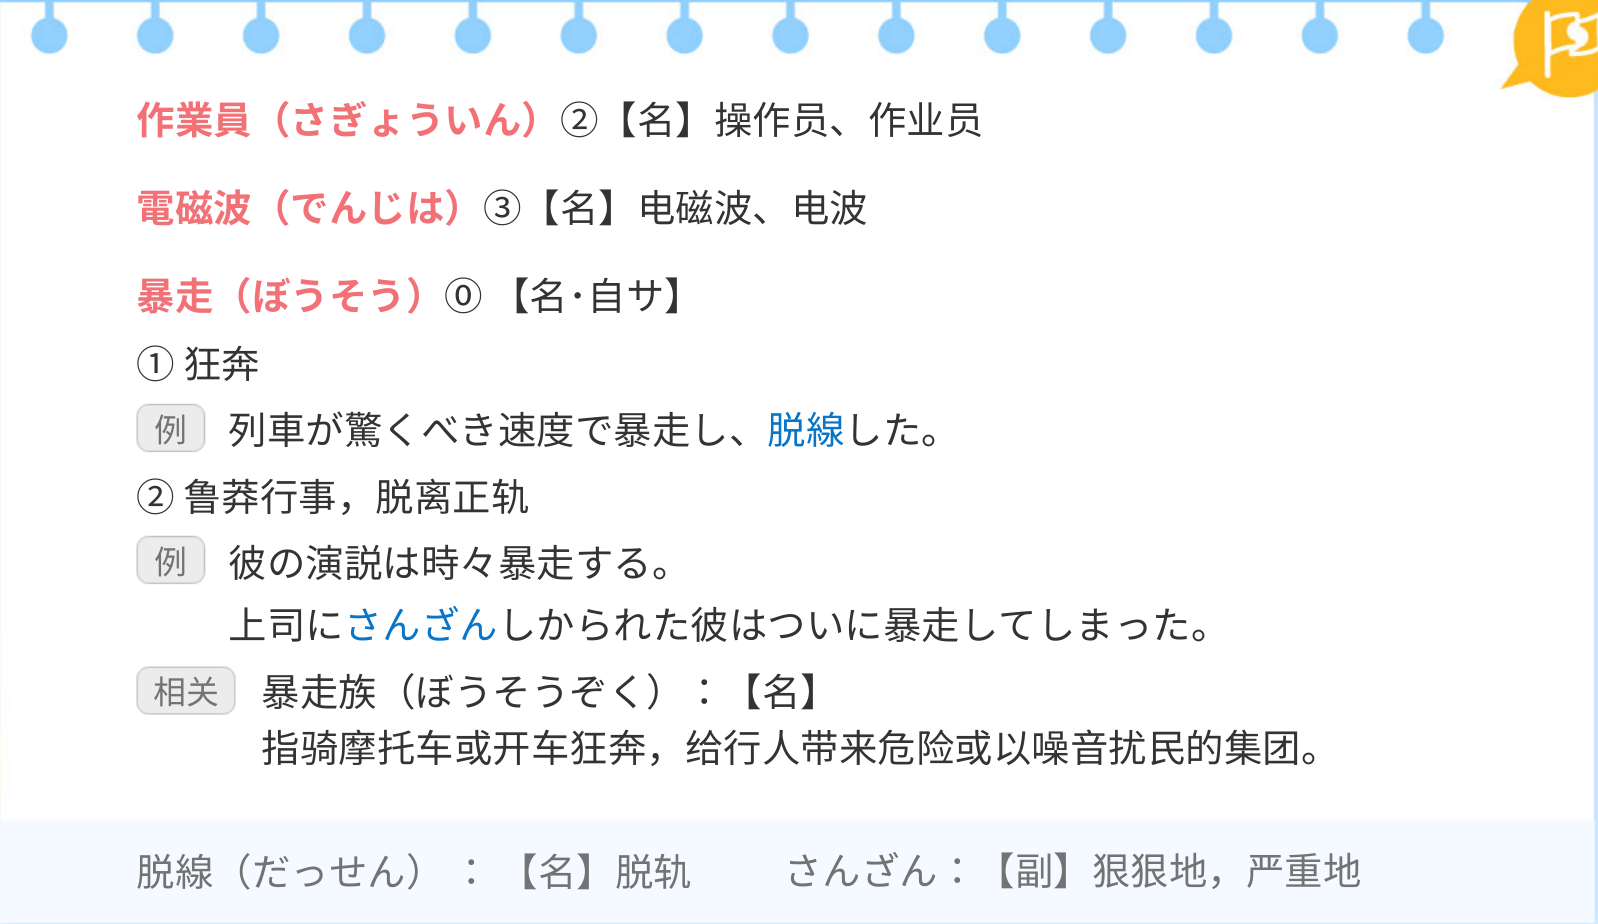 作業員（さぎょういん）②【名】操作员、作业员
電磁波（でんじは）③【名】电磁波、电波
暴走（ぼうそう）⓪【名·自サ】
① 狂奔
例 列車が驚くべき速度で暴走し、脱線した。
② 鲁莽行事，脱离正轨
例 彼の演説は時々暴走する。
上司にさんざんしかられた彼はついに暴走してしまった。
相关 暴走族（ぼうそうぞく）：【名】
指骑摩托车或开车狂奔，给行人带来危险或以噪音扰民的集团。
脱線（だっせん）：【名】脱轨 さんざん：【副】狠狠地，严重地